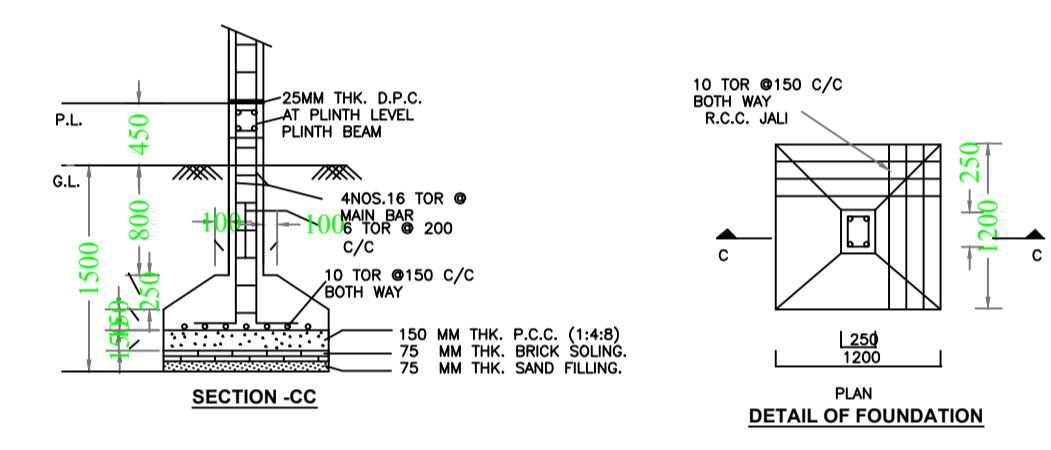 25MM THK. D.P.C.
AT PLINTH LEVEL
PLINTH BEAM
P.L.
450
G.L.
4NOS.16 TOR @
MAIN BAR
6 TOR @ 200
C/C
100
100
800
1500
250
10 TOR @150 C/C
BOTH WAY
150 MM THK. P.C.C. (1:4:8)
75 MM THK. BRICK SOLING.
75 MM THK. SAND FILLING.
SECTION -CC
10 TOR @150 C/C
BOTH WAY
R.C.C. JALI
250
1200
C
C
250
1200
PLAN
DETAIL OF FOUNDATION